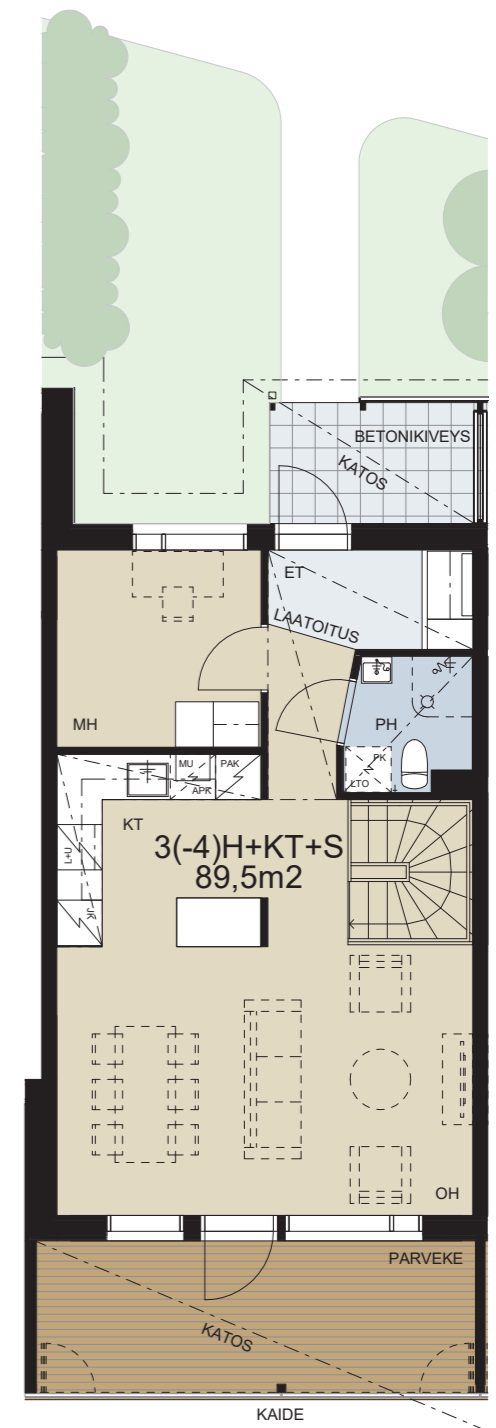 BETONIKIVEYS
KATOS
ET
LAATOITUS
MH
PH
PK
LTO
MU
PAK
APK
KT
L+U
JK
3(-4)H+KT+S
89,5m2
OH
PARVEKE
KATOS
KAIDE